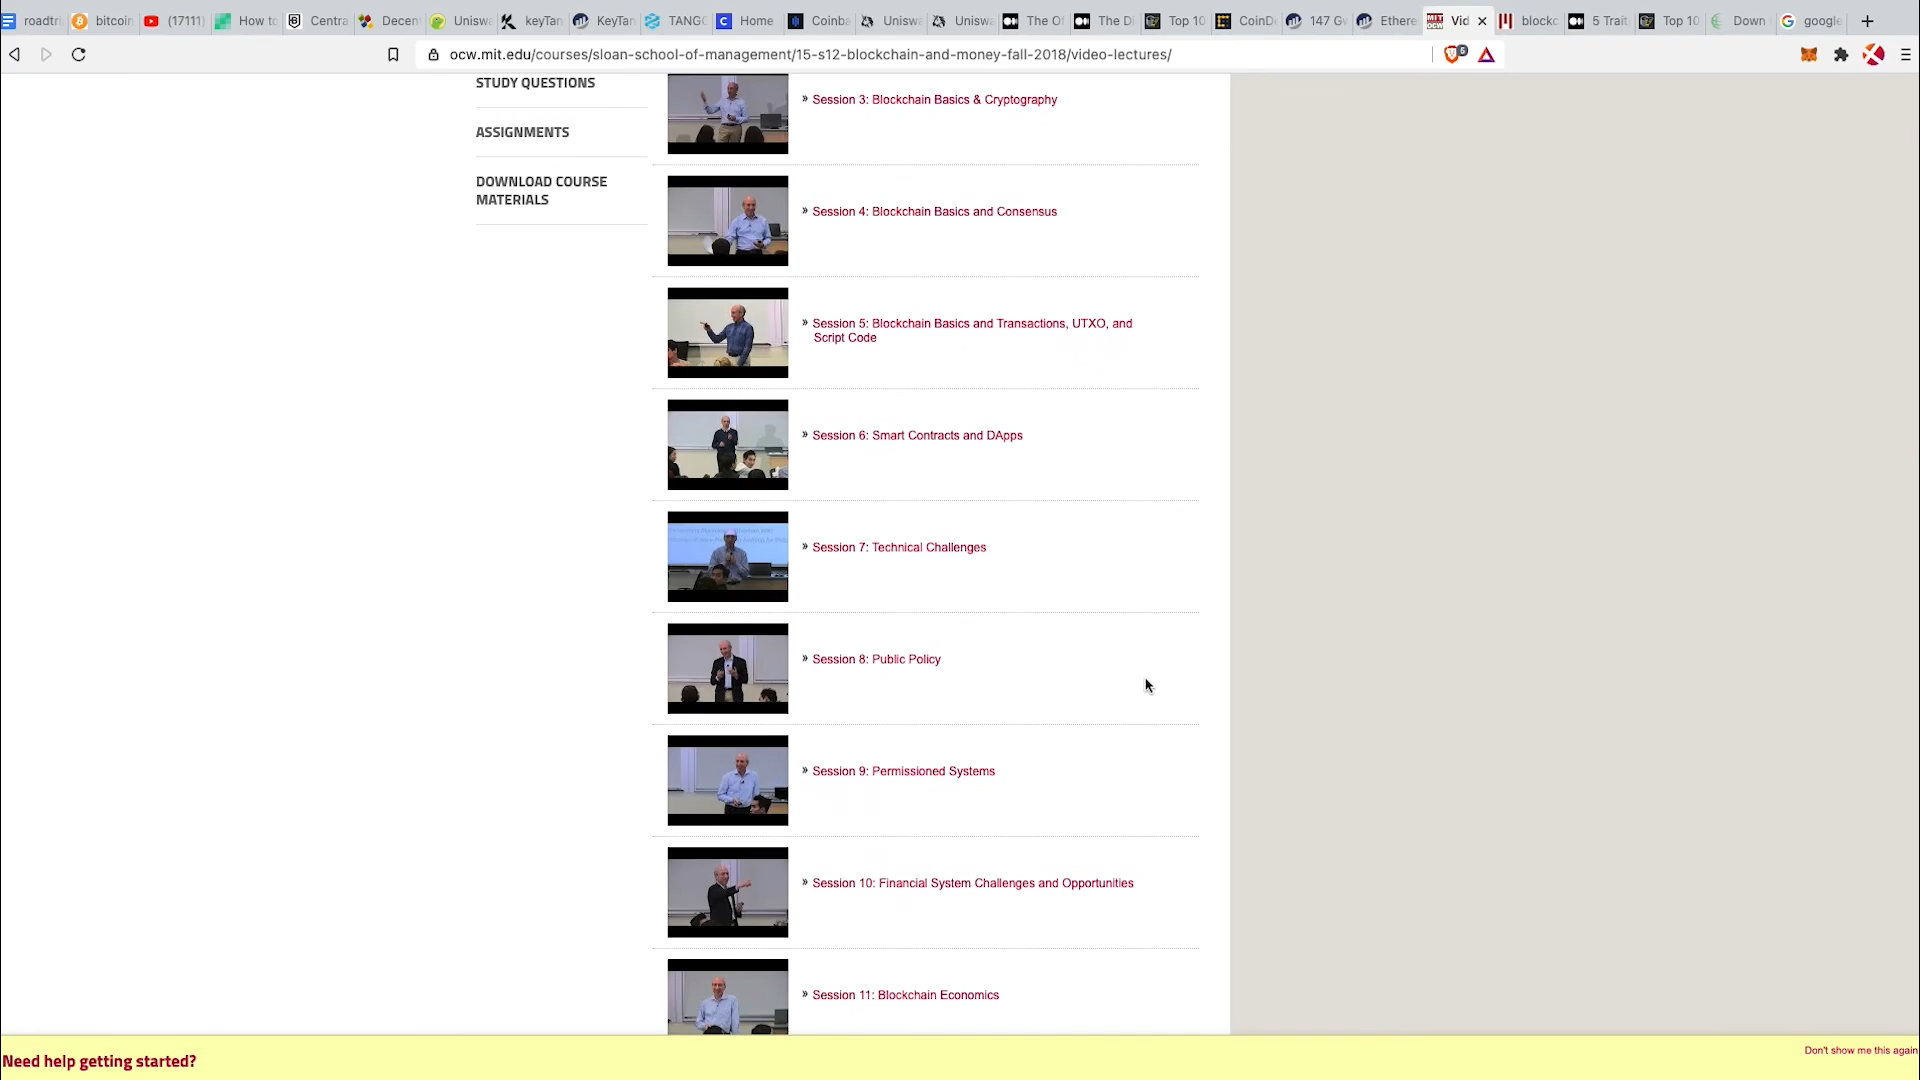 roadtri
bitcoin
(17111)
How to
Centra
Decen
Uniswa
keyTan
KeyTan
TANGO
Home
Coinba
Uniswa
Uniswa
The Of
The Di
Top 10
CoinDe
147 Gw
Ethere
Vid
blockc
5 Trait
Top 10
Down
google
ocw.mit.edu/courses/sloan-school-of-management/15-s12-blockchain-and-money-fall-2018/video-lectures/
STUDY QUESTIONS
ASSIGNMENTS
DOWNLOAD COURSE
MATERIALS
» Session 3: Blockchain Basics & Cryptography
» Session 4: Blockchain Basics and Consensus
» Session 5: Blockchain Basics and Transactions, UTXO, and
Script Code
» Session 6: Smart Contracts and DApps
» Session 7: Technical Challenges
» Session 8: Public Policy
» Session 9: Permissioned Systems
» Session 10: Financial System Challenges and Opportunities
» Session 11: Blockchain Economics
Need help getting started?
Don't show me this again